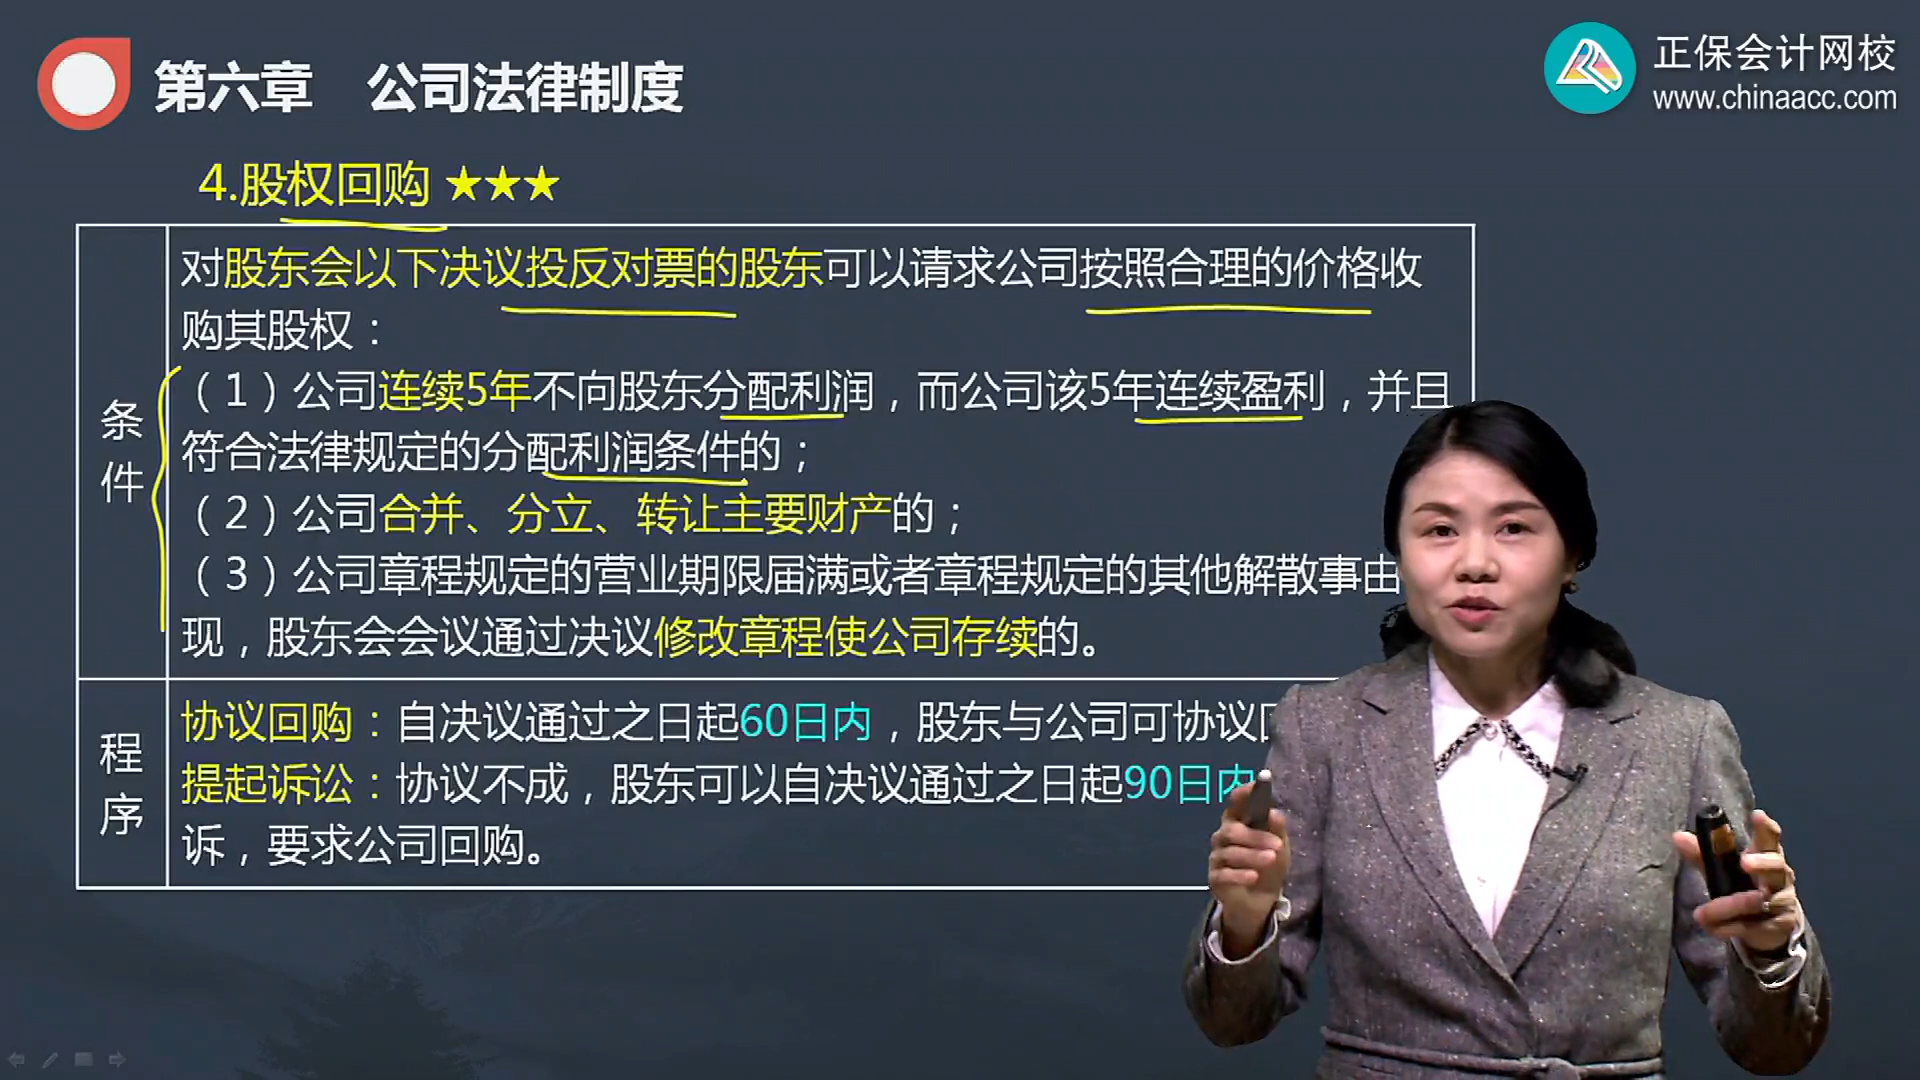 第六章 公司法律制度
正保会计网校
www.chinaacc.com
4.股权回购 ★★★
条件
对股东会以下决议投反对票的股东可以请求公司按照合理的价格收
购其股权：
（1）公司连续5年不向股东分配利润，而公司该5年连续盈利，并且
符合法律规定的分配利润条件的；
（2）公司合并、分立、转让主要财产的；
（3）公司章程规定的营业期限届满或者章程规定的其他解散事由
现，股东会会议通过决议修改章程使公司存续的。
程序
协议回购：自决议通过之日起60日内，股东与公司可协议
提起诉讼：协议不成，股东可以自决议通过之日起90日内
诉，要求公司回购。